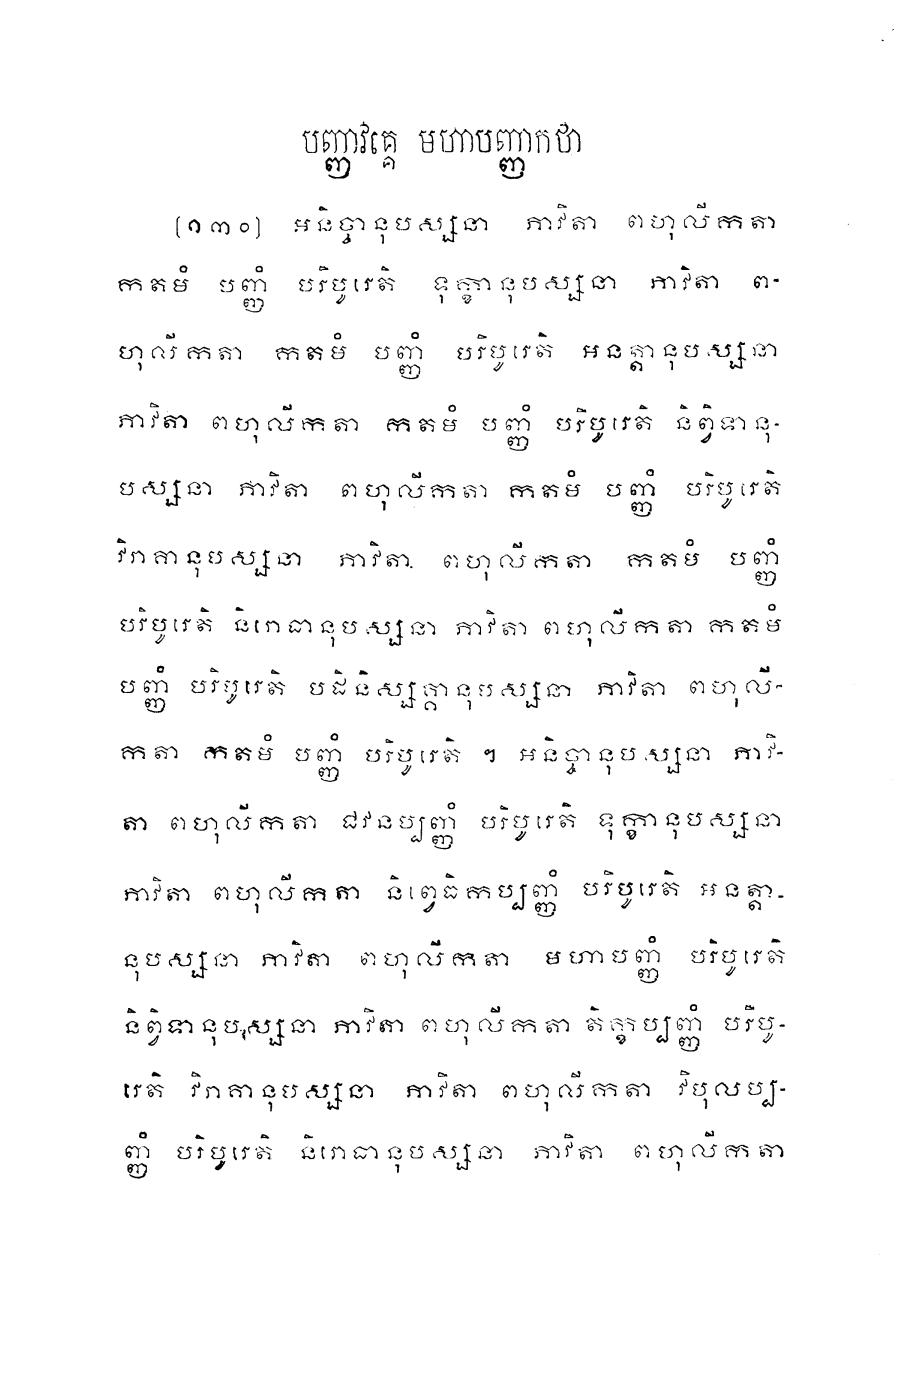 បញ្ញាវគ្គេ មហាបញ្ញាកថា
[១៣០] អនិច្ចានុបស្សនា ភាវិតា ពហុលីកតា
កតមំ បញ្ញំ បរិបូរេតិ ទុក្ខានុបស្សនា ភាវិតា ព-
ហុលីកតា កតមំ បញ្ញំ បរិបូរេតិ អនត្តានុបស្សនា
ភាវិតា ពហុលីកតា កតមំ បញ្ញំ បរិបូរេតិ និព្វិទានុ-
បស្សនា ភាវិតា ពហុលីកតា កតមំ បញ្ញំ បរិបូរេតិ
វិរាគានុបស្សនា ភាវិតា ពហុលីកតា កតមំ បញ្ញំ
បរិបូរេតិ និរោធានុបស្សនា ភាវិតា ពហុលីកតា កតមំ
បញ្ញំ បរិបូរេតិ បដិនិស្សគ្គានុបស្សនា ភាវិតា ពហុលី-
កតា កតមំ បញ្ញំ បរិបូរេតិ ។ អនិច្ចានុបស្សនា ភាវិ-
តា ពហុលីកតា ជវនប្បញ្ញំ បរិបូរេតិ ទុក្ខានុបស្សនា
ភាវិតា ពហុលីកតា និព្វេធិកប្បញ្ញំ បរិបូរេតិ អនត្តា-
នុបស្សនា ភាវិតា ពហុលីកតា មហាបញ្ញំ បរិបូរេតិ
និព្វិទានុបស្សនា ភាវិតា ពហុលីកតា តិក្ខប្បញ្ញំ បរិបូ-
រេតិ វិរាគានុបស្សនា ភាវិតា ពហុលីកតា វិបុលប្ប-
ញ្ញំ បរិបូរេតិ និរោធានុបស្សនា ភាវិតា ពហុលីកតា